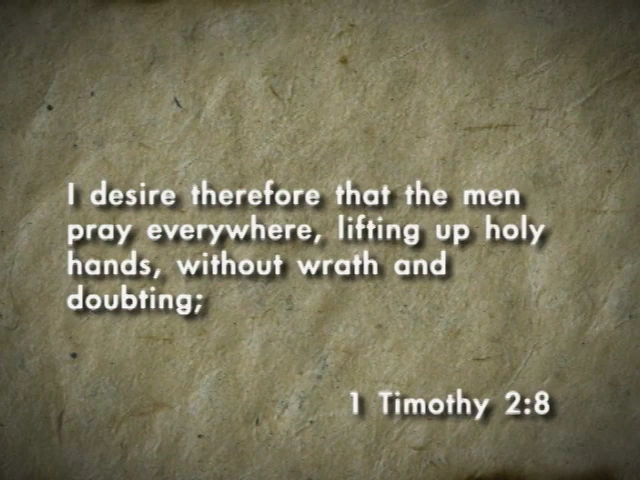 I desire therefore that the men
pray everywhere, lifting up holy
hands, without wrath and
doubting;
1 Timothy 2:8